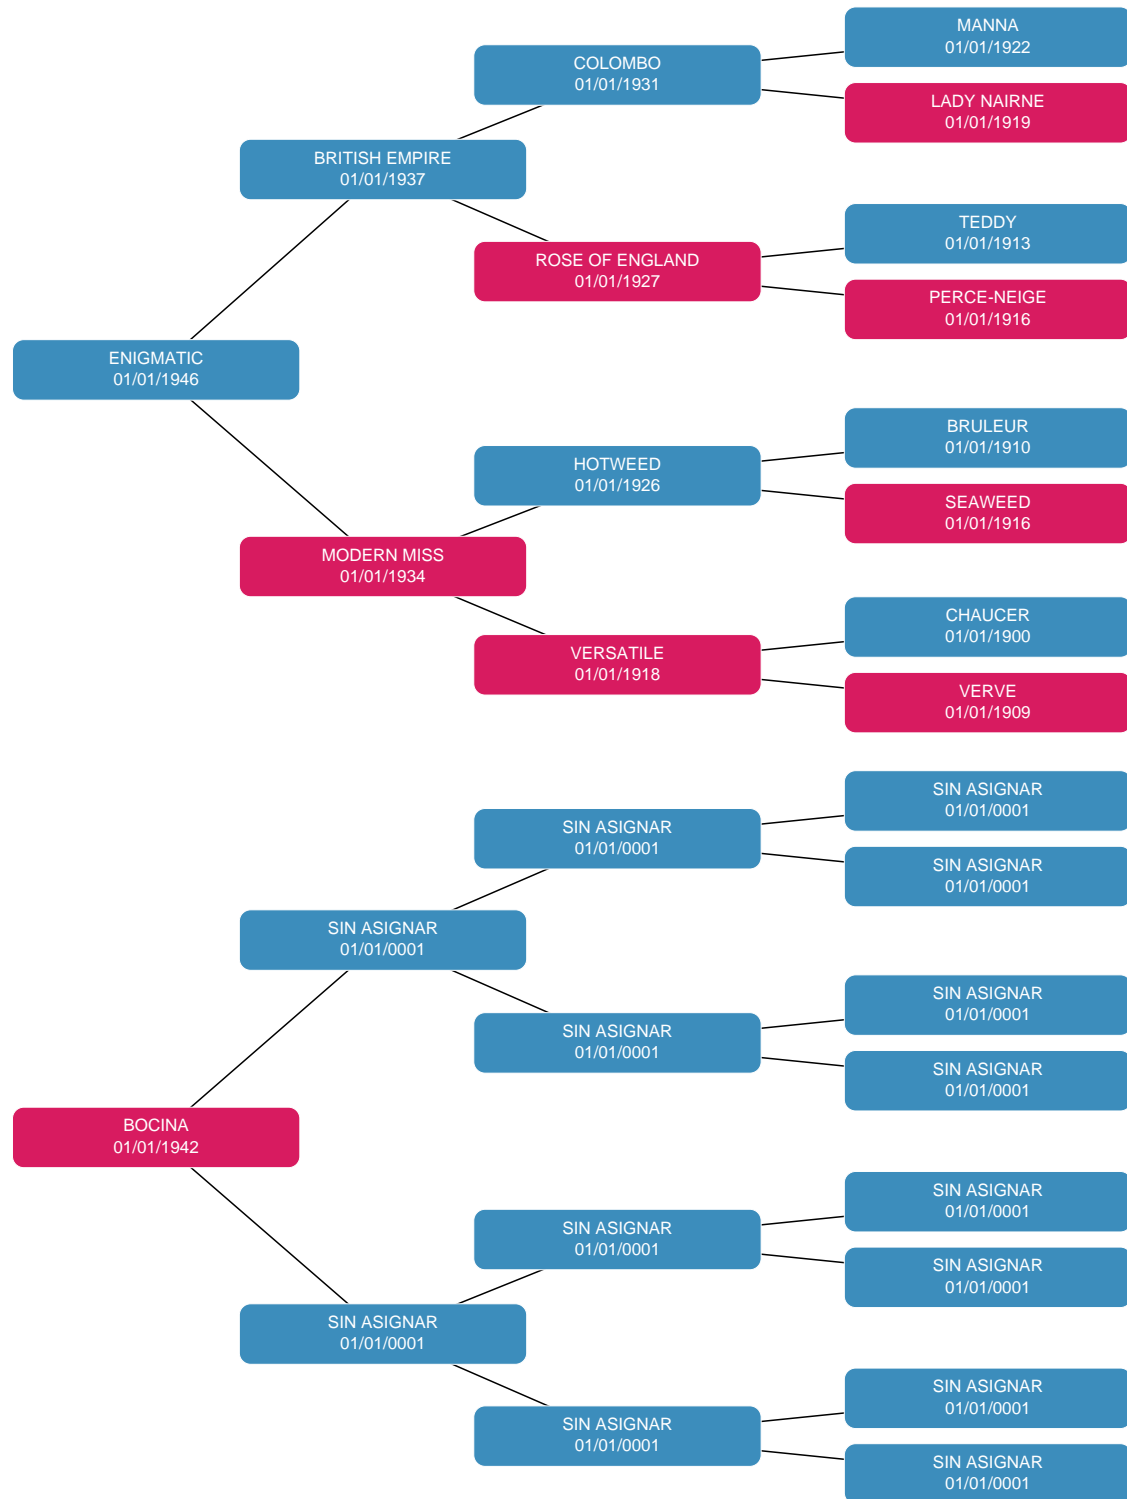 MANNA
01/01/1922
COLOMBO
01/01/1931
LADY NAIRNE
01/01/1919
BRITISH EMPIRE
01/01/1937
TEDDY
01/01/1913
ROSE OF ENGLAND
01/01/1927
PERCE-NEIGE
01/01/1916
ENIGMATIC
01/01/1946
BRULEUR
01/01/1910
HOTWEED
01/01/1926
SEAWEED
01/01/1916
MODERN MISS
01/01/1934
CHAUCER
01/01/1900
VERSATILE
01/01/1918
VERVE
01/01/1909
SIN ASIGNAR
01/01/0001
SIN ASIGNAR
01/01/0001
SIN ASIGNAR
01/01/0001
SIN ASIGNAR
01/01/0001
SIN ASIGNAR
01/01/0001
SIN ASIGNAR
01/01/0001
SIN ASIGNAR
01/01/0001
BOCINA
01/01/1942
SIN ASIGNAR
01/01/0001
SIN ASIGNAR
01/01/0001
SIN ASIGNAR
01/01/0001
SIN ASIGNAR
01/01/0001
SIN ASIGNAR
01/01/0001
SIN ASIGNAR
01/01/0001
SIN ASIGNAR
01/01/0001